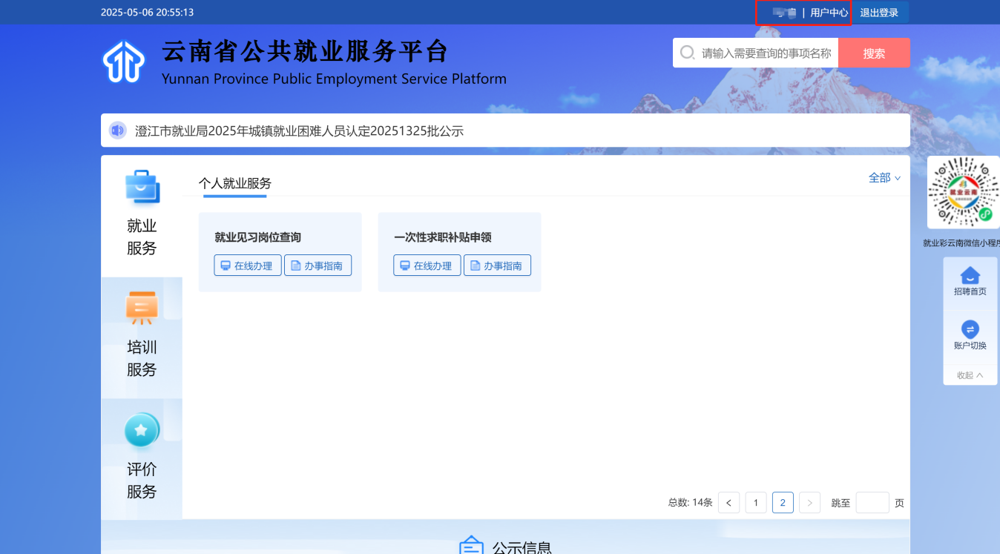 2025-05-06 20:55:13
| 用户中心 退出登录
云南省公共就业服务平台
Yunnan Province Public Employment Service Platform
请输入需要查询的事项名称 搜索
澄江市就业局2025年城镇就业困难人员认定20251325批公示
就业
服务
个人就业服务
全部
就业见习岗位查询
在线办理 办事指南
一次性求职补贴申领
在线办理 办事指南
培训
服务
评价
服务
总数: 14条 < 1 2 > 跳至 页
公示信息
就业云南
就业彩云南微信小程序
招聘首页
账户切换
收起